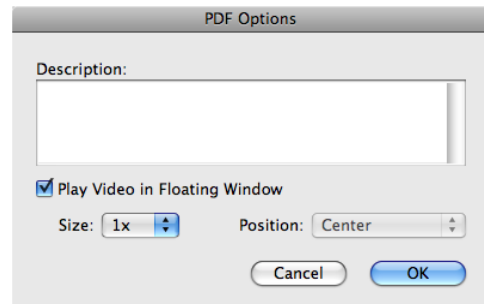 PDF Options
Description:
Play Video in Floating Window
Size: 1x Position: Center
Cancel OK